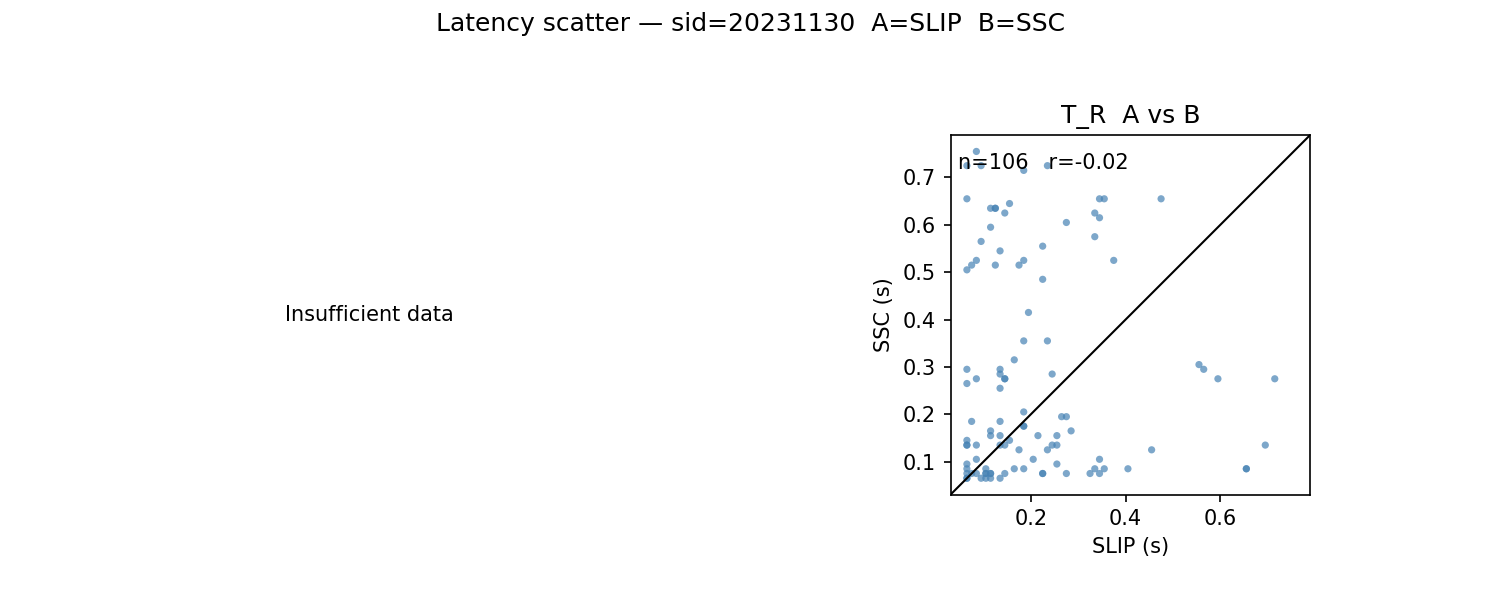 Latency scatter — sid=20231130  A=SLIP  B=SSC
Insufficient data
T_R  A vs B
n=106   r=-0.02
0.7
0.6
0.5
0.4
0.3
0.2
0.1
SSC (s)
0.2
0.4
0.6
SLIP (s)